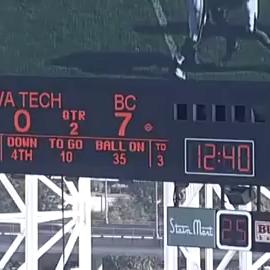 VA TECH BC
0 QTR 2 7
DOWN TO GO BALL ON TO
4TH 10 35 3
12:40
Stein Mart 25 BU